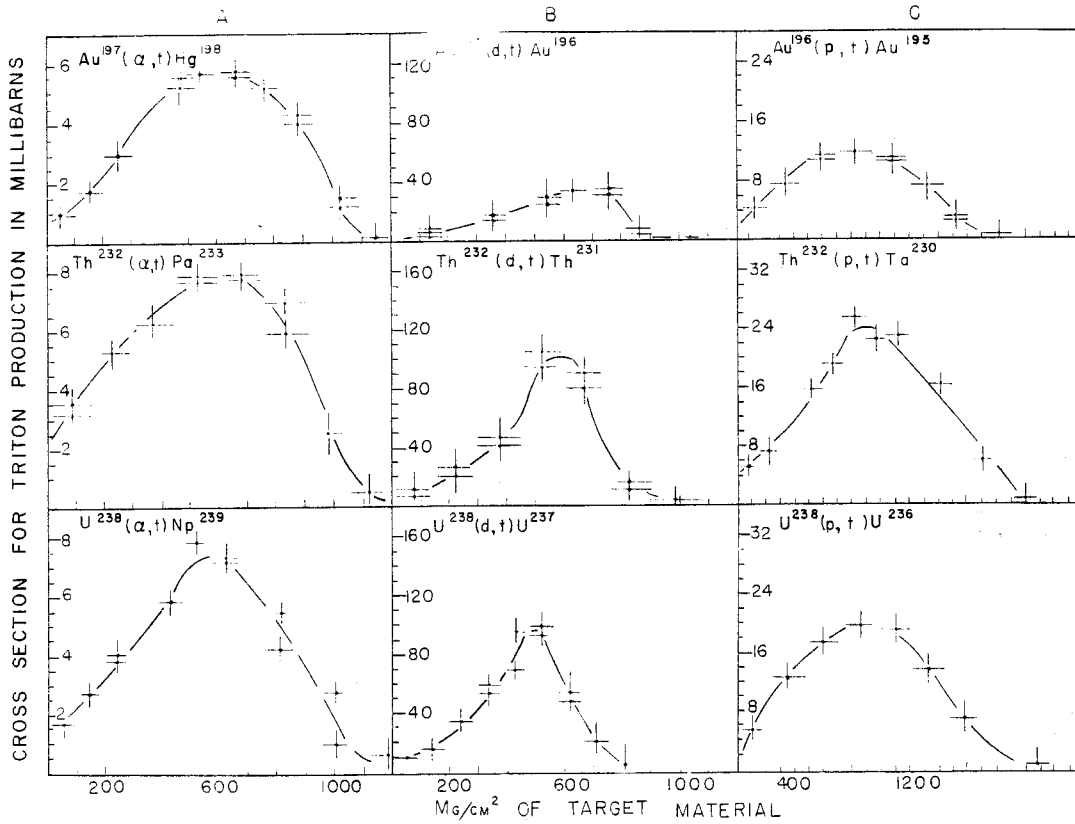 A B C
CROSS SECTION FOR TRITON PRODUCTION IN MILLIBARNS
Au¹⁹⁷(α,t)Hg¹⁹⁸
6
4
2
(d,t) Au¹⁹⁶
120
80
40
Au¹⁹⁶(p,t) Au¹⁹⁵
24
16
8
Th²³²(α,t) Pa²³³
8
6
4
2
Th²³²(d,t)Th²³¹
160
120
80
40
Th²³²(p,t)Ta²³⁰
32
24
16
8
U²³⁸(α,t)Np²³⁹
8
6
4
2
U²³⁸(d,t)U²³⁷
160
120
80
40
U²³⁸(p,t)U²³⁶
32
24
16
8
200 600 1000 200 600 1000 400 1200
MG/CM² OF TARGET MATERIAL